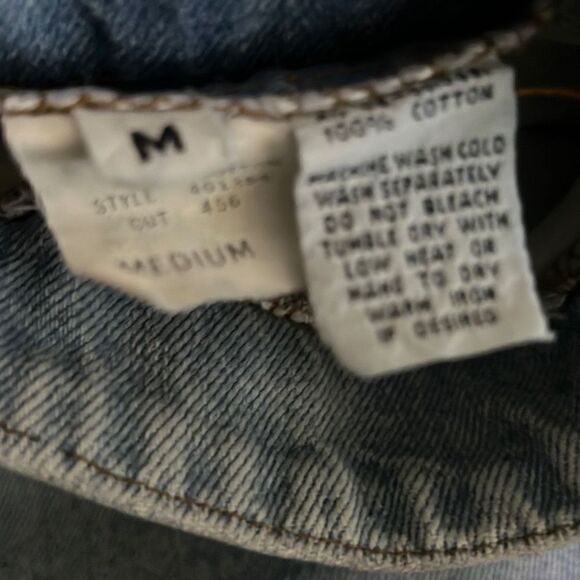 M
STYLE
CUT 456
MEDIUM
100% COTTON
MACHINE WASH COLD
WASH SEPARATELY
DO NOT BLEACH
TUMBLE DRY WITH
LOW HEAT OR
HANG TO DRY
WARM IRON
IF DESIRED